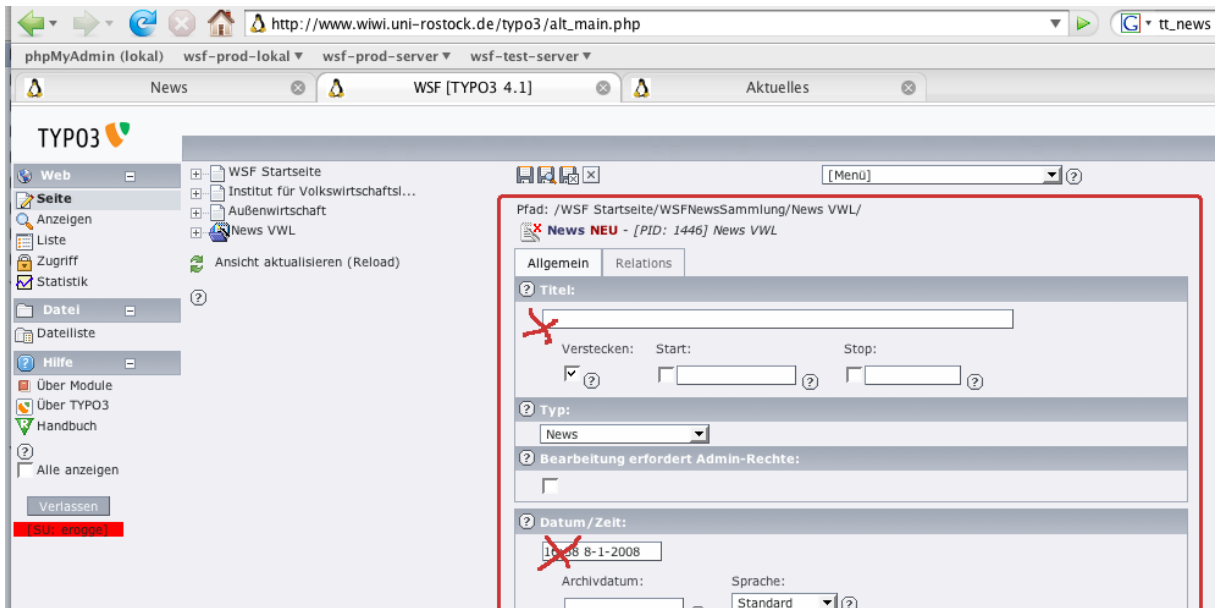 http://www.wiwi.uni-rostock.de/typo3/alt_main.php
G tt_news
phpMyAdmin (lokal) wsf-prod-lokal wsf-prod-server wsf-test-server
News
WSF [TYPO3 4.1]
Aktuelles
TYPO3
Web
Seite
Anzeigen
Liste
Zugriff
Statistik
Datei
Dateiliste
Hilfe
Über Module
Über TYPO3
Handbuch
Alle anzeigen
Verlassen
[SU: erogge]
WSF Startseite
Institut für Volkswirtschaftsl...
Außenwirtschaft
News VWL
Ansicht aktualisieren (Reload)
[Menü]
Pfad: /WSF Startseite/WSFNewsSammlung/News VWL/
News NEU - [PID: 1446] News VWL
Allgemein Relations
Titel:
Verstecken: Start: Stop:
Typ:
News
Bearbeitung erfordert Admin-Rechte:
Datum/Zeit:
8-1-2008
Archivdatum: Sprache:
Standard